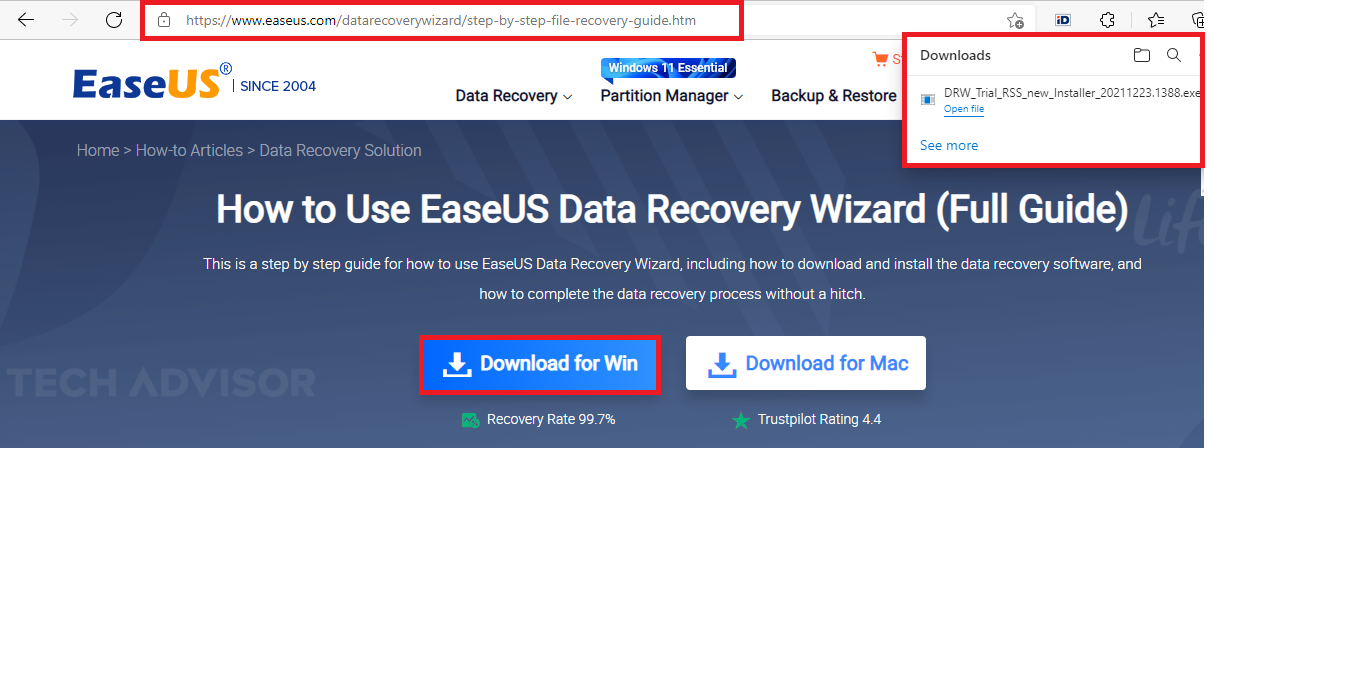 https://www.easeus.com/datarecoverywizard/step-by-step-file-recovery-guide.htm
iD
Downloads
DRW_Trial_RSS_new_Installer_20211223.1388.exe
Open file
See more
EaseUS® SINCE 2004
Windows 11 Essential
Data Recovery
Partition Manager
Backup & Restore
Home > How-to Articles > Data Recovery Solution
How to Use EaseUS Data Recovery Wizard (Full Guide)
This is a step by step guide for how to use EaseUS Data Recovery Wizard, including how to download and install the data recovery software, and
how to complete the data recovery process without a hitch.
Download for Win
Download for Mac
TECH ADVISOR
Recovery Rate 99.7%
Trustpilot Rating 4.4